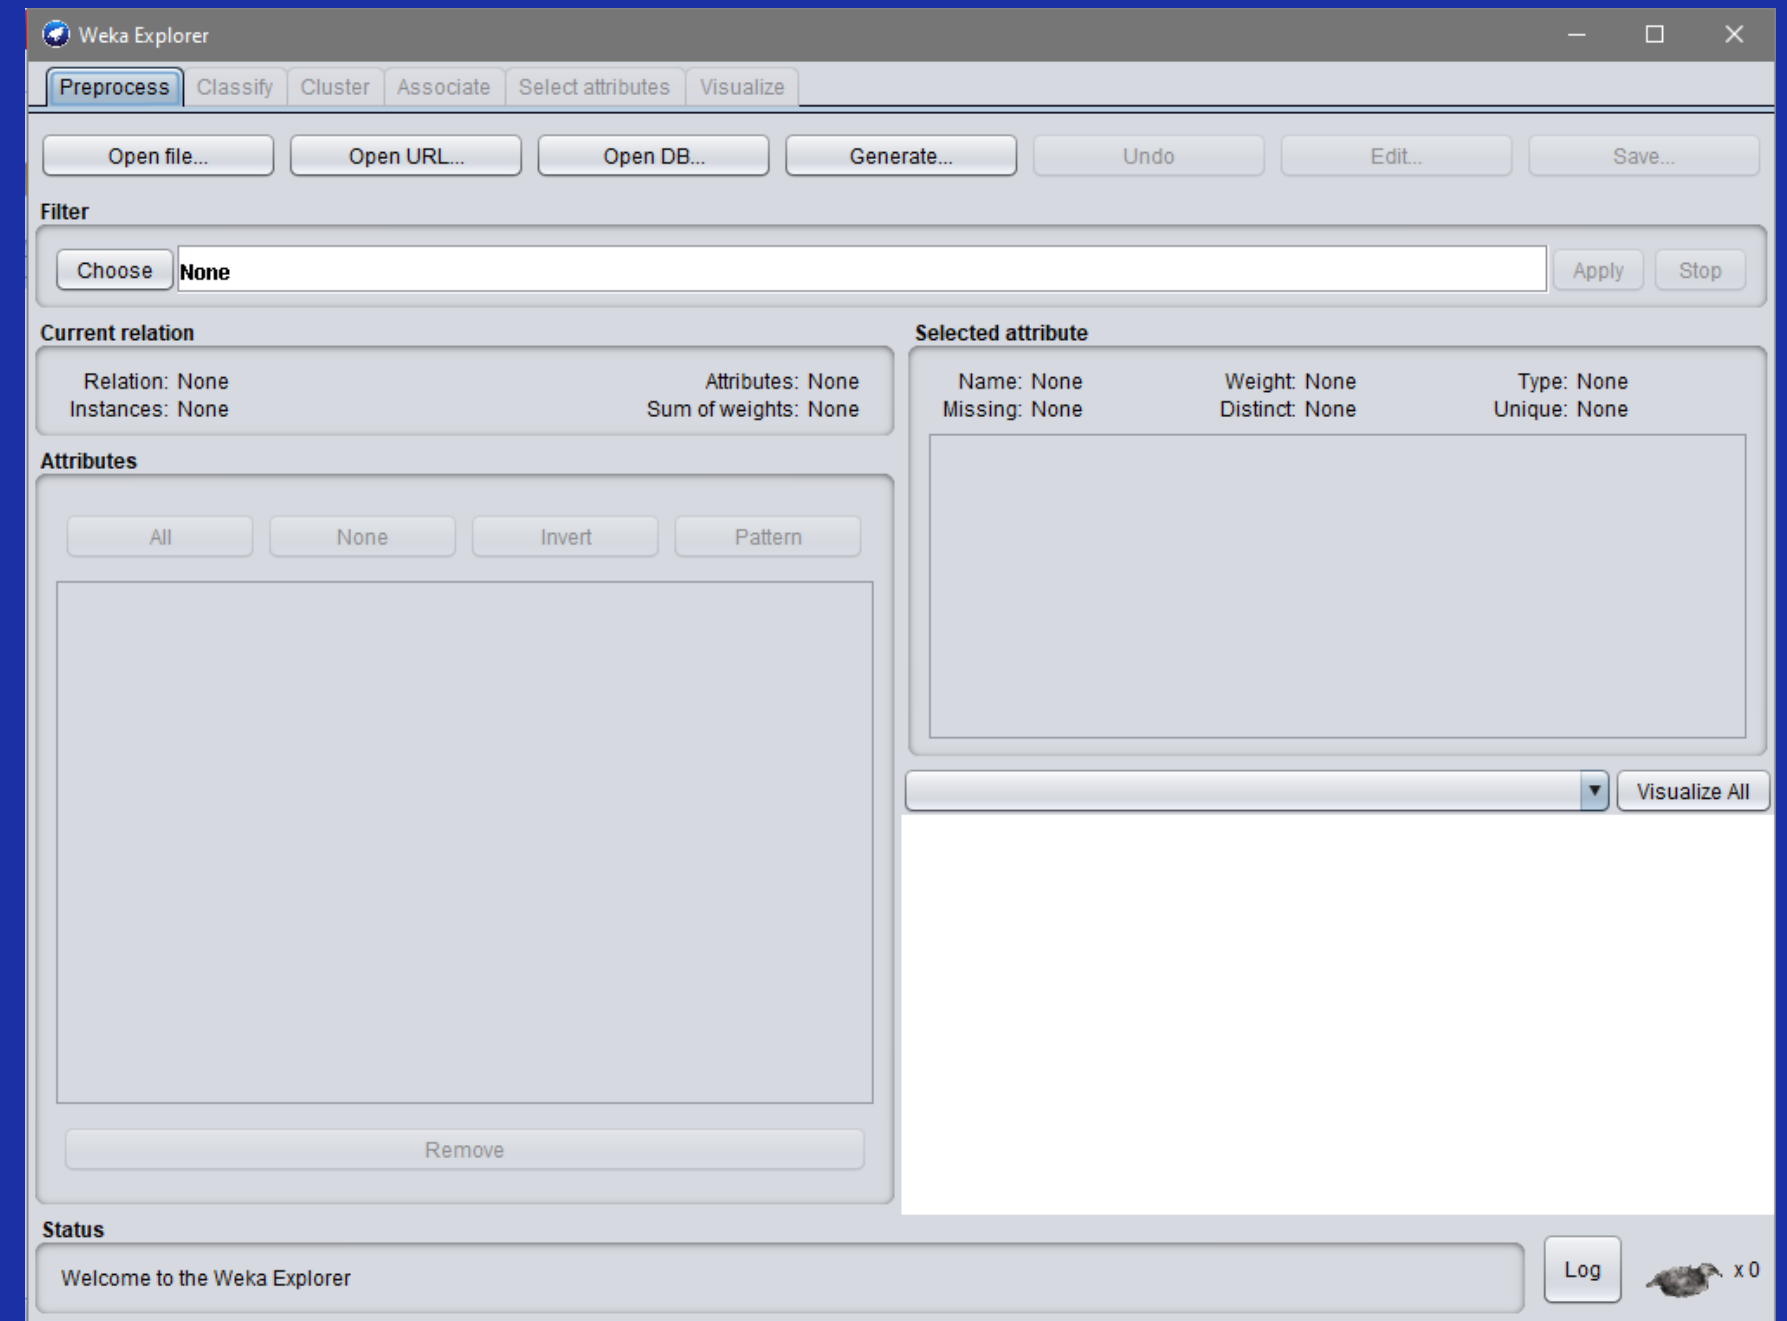 Weka Explorer
Preprocess Classify Cluster Associate Select attributes Visualize
Open file... Open URL... Open DB... Generate... Undo Edit... Save...
Filter
Choose None Apply Stop
Current relation
Relation: None Attributes: None
Instances: None Sum of weights: None
Selected attribute
Name: None Weight: None Type: None
Missing: None Distinct: None Unique: None
Attributes
All None Invert Pattern
Remove
Visualize All
Status
Welcome to the Weka Explorer
Log x 0